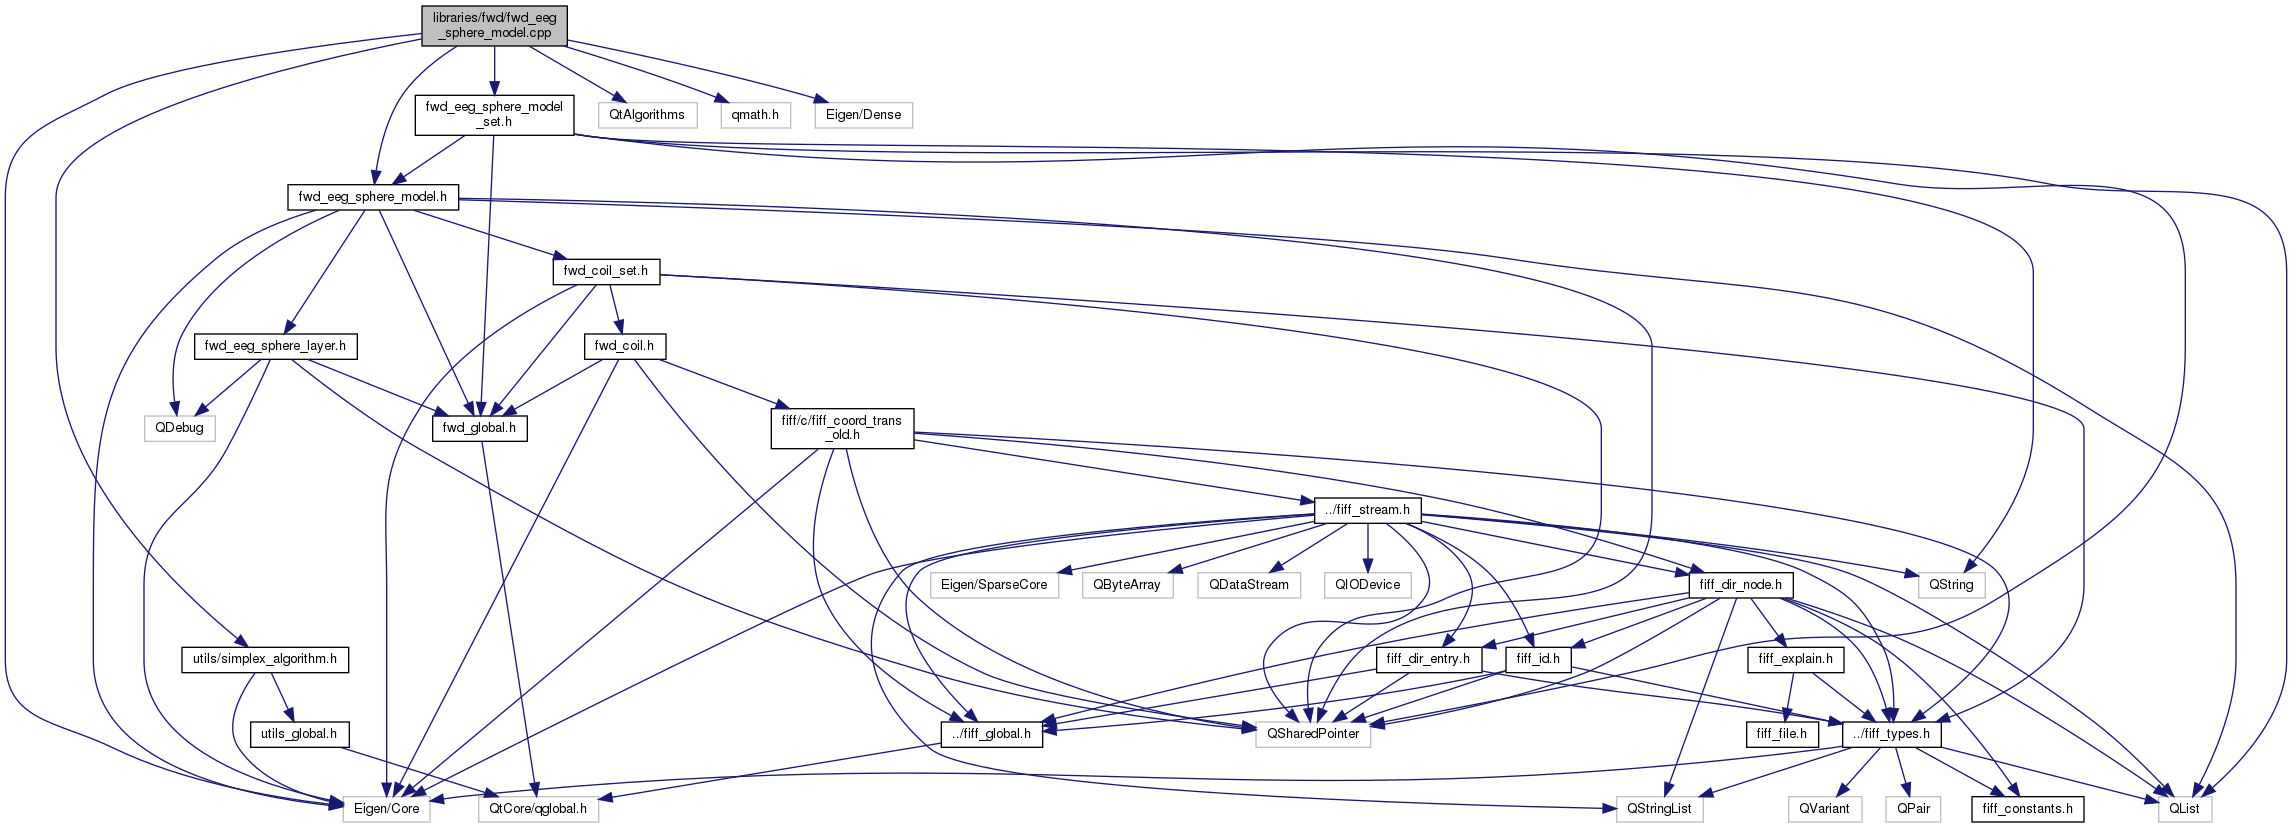 libraries/fwd/fwd_eeg
_sphere_model.cpp
fwd_eeg_sphere_model
_set.h
QtAlgorithms
qmath.h
Eigen/Dense
fwd_eeg_sphere_model.h
fwd_coil_set.h
fwd_eeg_sphere_layer.h
fwd_coil.h
QDebug
fwd_global.h
fiff/c/fiff_coord_trans
_old.h
../fiff_stream.h
Eigen/SparseCore
QByteArray
QDataStream
QIODevice
fiff_dir_node.h
QString
utils/simplex_algorithm.h
fiff_dir_entry.h
fiff_id.h
fiff_explain.h
utils_global.h
../fiff_global.h
QSharedPointer
fiff_file.h
../fiff_types.h
Eigen/Core
QtCore/qglobal.h
QStringList
QVariant
QPair
fiff_constants.h
QList